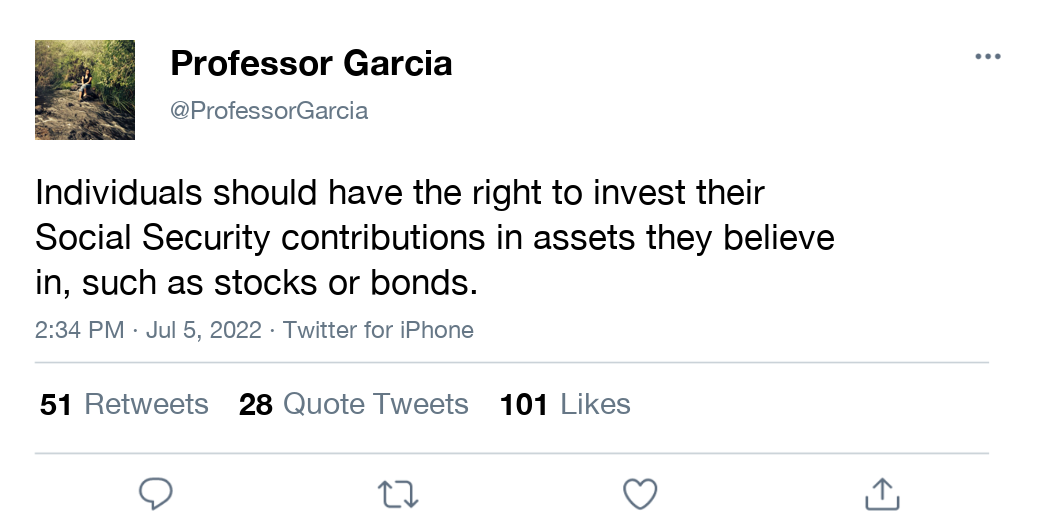 Professor Garcia
@ProfessorGarcia
Individuals should have the right to invest their
Social Security contributions in assets they believe
in, such as stocks or bonds.
2:34 PM · Jul 5, 2022 · Twitter for iPhone
51 Retweets 28 Quote Tweets 101 Likes